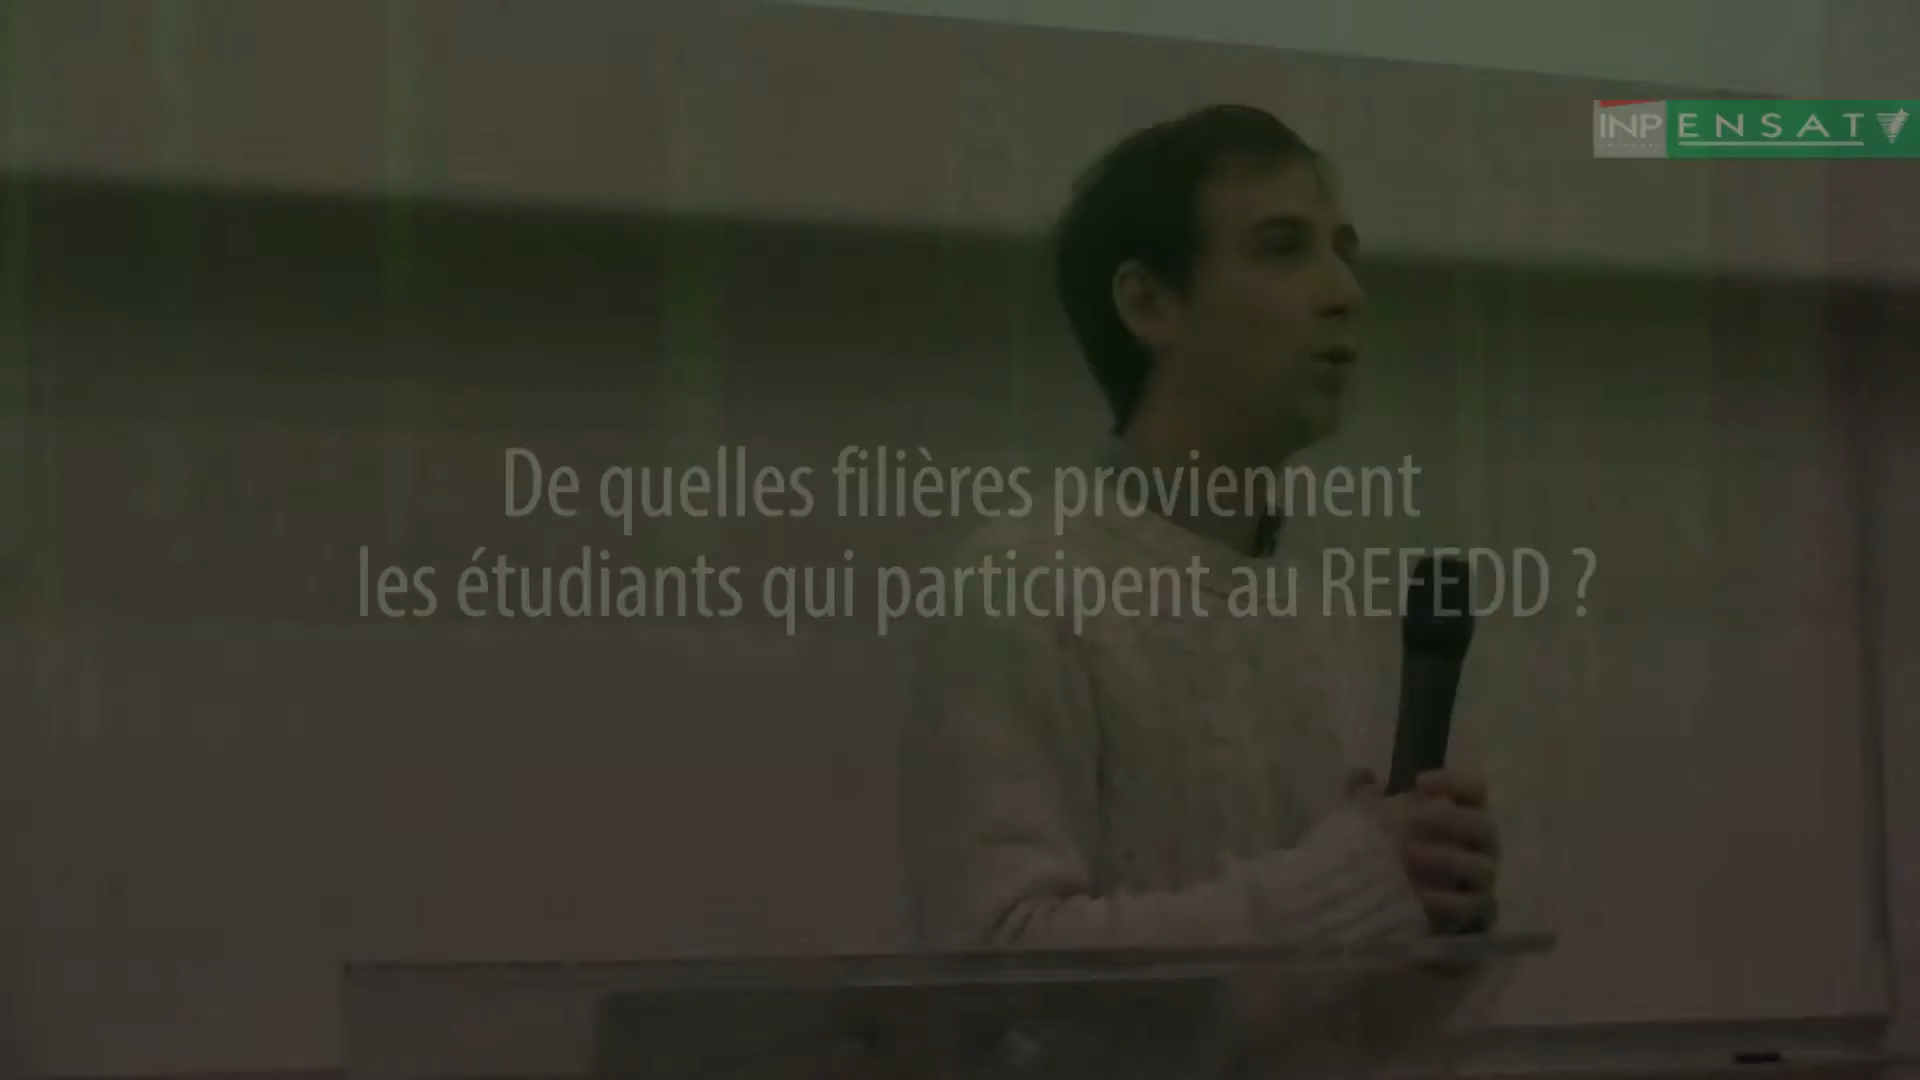 INP ENSAT
De quelles filières proviennent
les étudiants qui participent au REFEDD ?